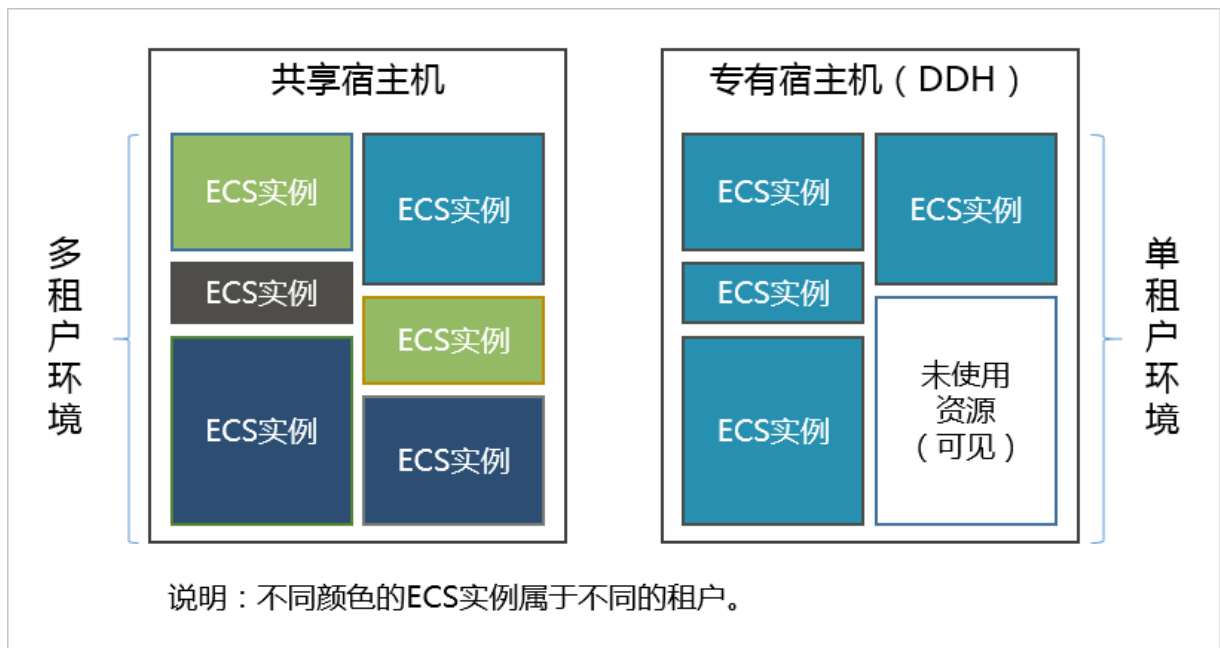 共享宿主机
专有宿主机（DDH）
多租户环境
ECS实例
ECS实例
ECS实例
ECS实例
ECS实例
ECS实例
ECS实例
ECS实例
ECS实例
ECS实例
未使用
资源
（可见）
单租户环境
说明：不同颜色的ECS实例属于不同的租户。